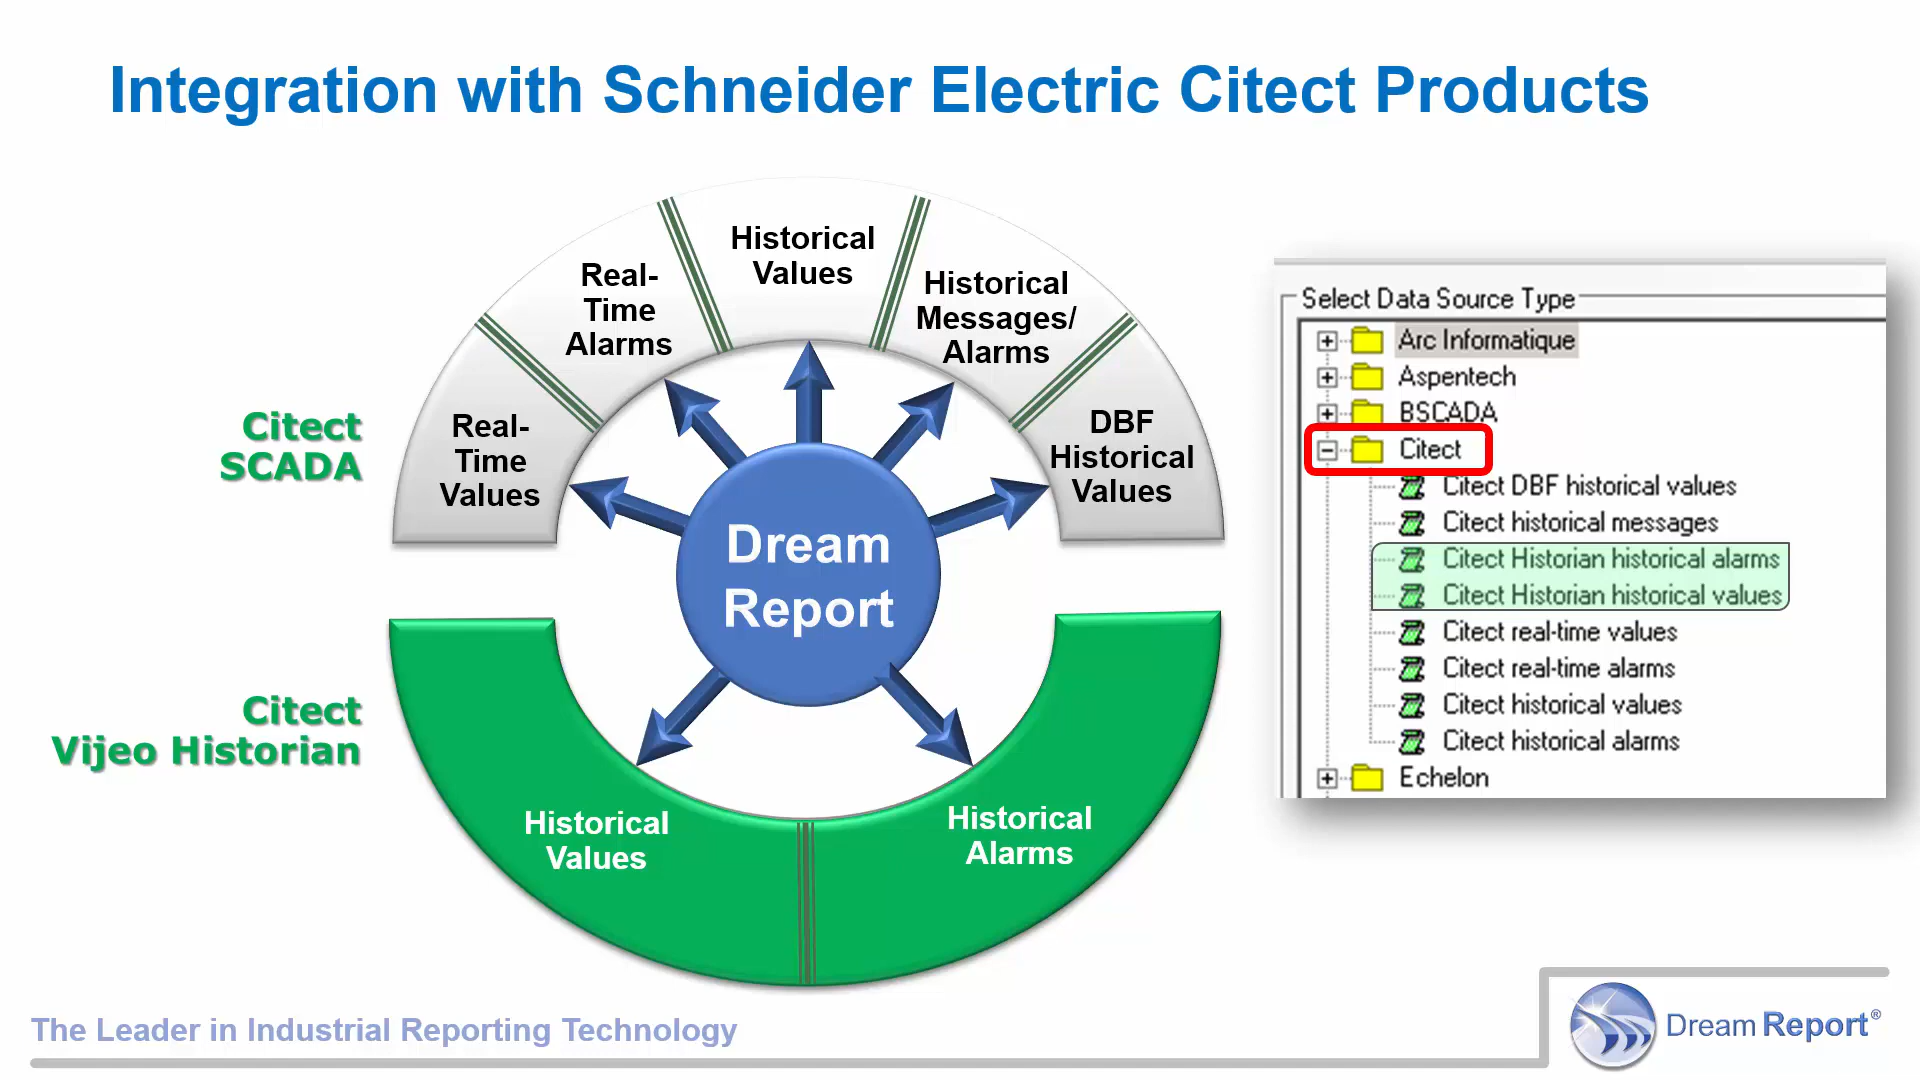 Integration with Schneider Electric Citect Products
Historical
Values
Real-
Time
Alarms
Historical
Messages/
Alarms
Real-
Time
Values
DBF
Historical
Values
Citect
SCADA
Dream
Report
Citect
Vijeo Historian
Historical
Values
Historical
Alarms
Select Data Source Type
Arc Informatique
Aspentech
BSCADA
Citect
Citect DBF historical values
Citect historical messages
Citect Historian historical alarms
Citect Historian historical values
Citect real-time values
Citect real-time alarms
Citect historical values
Citect historical alarms
Echelon
The Leader in Industrial Reporting Technology
Dream Report®